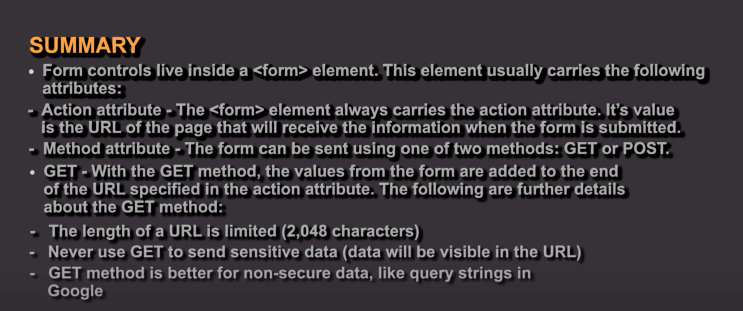 SUMMARY
• Form controls live inside a <form> element. This element usually carries the following
attributes:
- Action attribute - The <form> element always carries the action attribute. It's value
is the URL of the page that will receive the information when the form is submitted.
- Method attribute - The form can be sent using one of two methods: GET or POST.
• GET - With the GET method, the values from the form are added to the end
of the URL specified in the action attribute. The following are further details
about the GET method:
- The length of a URL is limited (2,048 characters)
- Never use GET to send sensitive data (data will be visible in the URL)
- GET method is better for non-secure data, like query strings in
Google